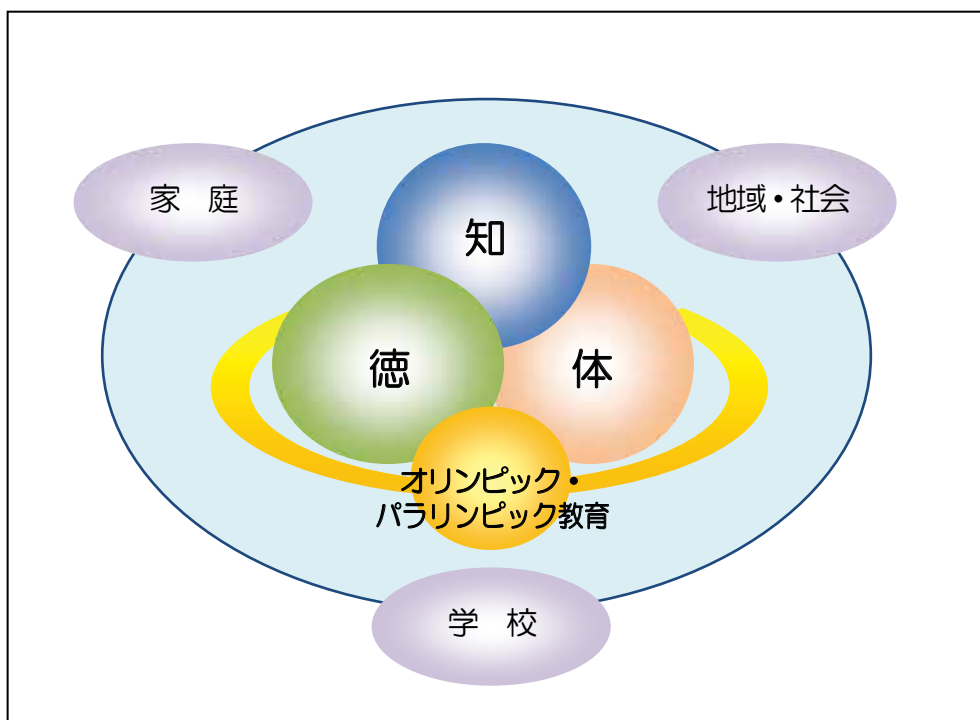 家　庭
地域・社会
知
徳
体
オリンピック・
パラリンピック教育
学　校